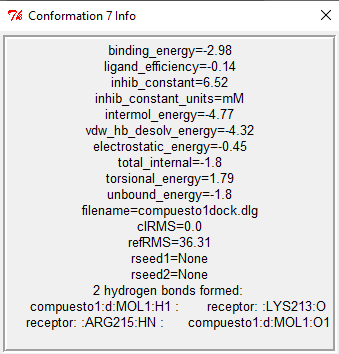 Conformation 7 Info
binding_energy=-2.98
ligand_efficiency=-0.14
inhib_constant=6.52
inhib_constant_units=mM
intermol_energy=-4.77
vdw_hb_desolv_energy=-4.32
electrostatic_energy=-0.45
total_internal=-1.8
torsional_energy=1.79
unbound_energy=-1.8
filename=compuesto1dock.dlg
clRMS=0.0
refRMS=36.31
rseed1=None
rseed2=None
2 hydrogen bonds formed:
compuesto1:d:MOL1:H1 : receptor: :LYS213:O
receptor: :ARG215:HN : compuesto1:d:MOL1:O1